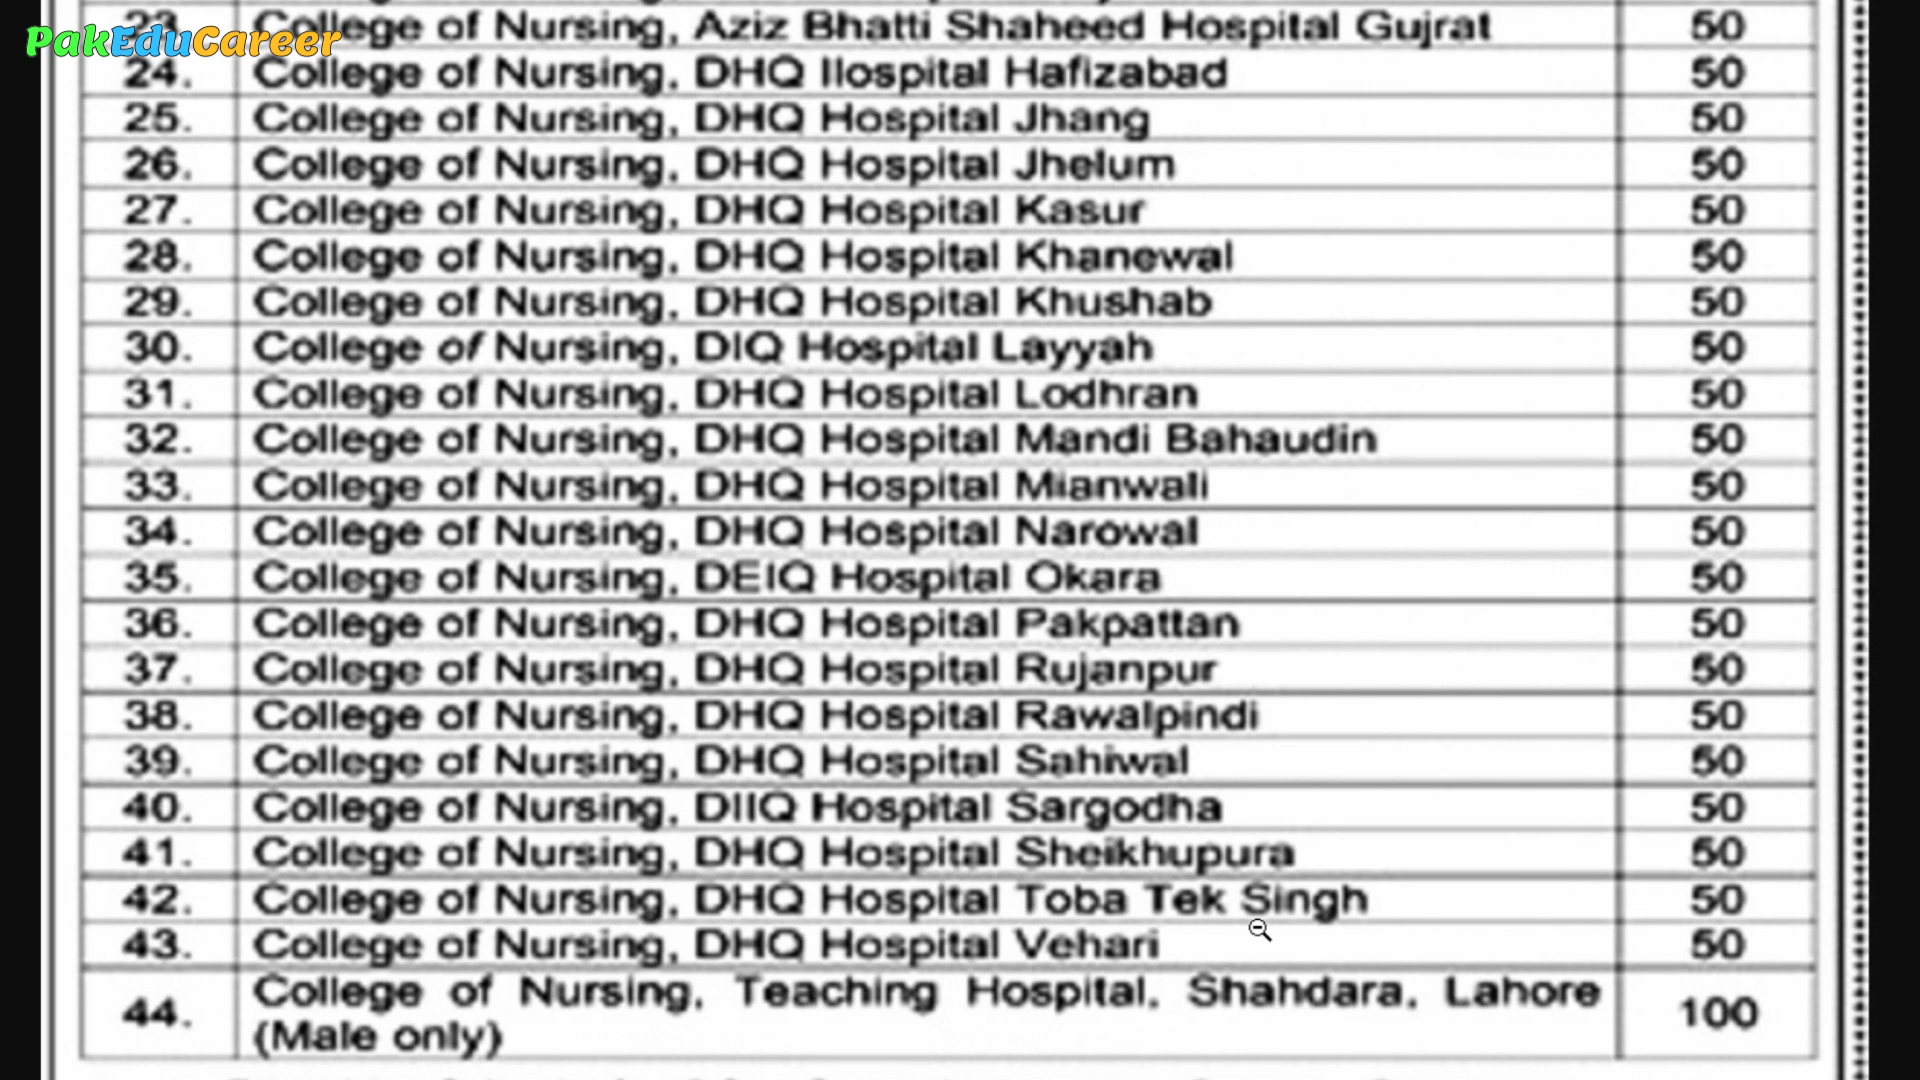 PakEduCareer
23. College of Nursing, Aziz Bhatti Shaheed Hospital Gujrat 50
24. College of Nursing, DHQ Ilospital Hafizabad 50
25. College of Nursing, DHQ Hospital Jhang 50
26. College of Nursing, DHQ Hospital Jhelum 50
27. College of Nursing, DHQ Hospital Kasur 50
28. College of Nursing, DHQ Hospital Khanewal 50
29. College of Nursing, DHQ Hospital Khushab 50
30. College of Nursing, DIQ Hospital Layyah 50
31. College of Nursing, DHQ Hospital Lodhran 50
32. College of Nursing, DHQ Hospital Mandi Bahaudin 50
33. College of Nursing, DHQ Hospital Mianwali 50
34. College of Nursing, DHQ Hospital Narowal 50
35. College of Nursing, DEIQ Hospital Okara 50
36. College of Nursing, DHQ Hospital Pakpattan 50
37. College of Nursing, DHQ Hospital Rujanpur 50
38. College of Nursing, DHQ Hospital Rawalpindi 50
39. College of Nursing, DHQ Hospital Sahiwal 50
40. College of Nursing, DIIQ Hospital Sargodha 50
41. College of Nursing, DHQ Hospital Sheikhupura 50
42. College of Nursing, DHQ Hospital Toba Tek Singh 50
43. College of Nursing, DHQ Hospital Vehari 50
44. College of Nursing, Teaching Hospital, Shahdara, Lahore 100
(Male only)